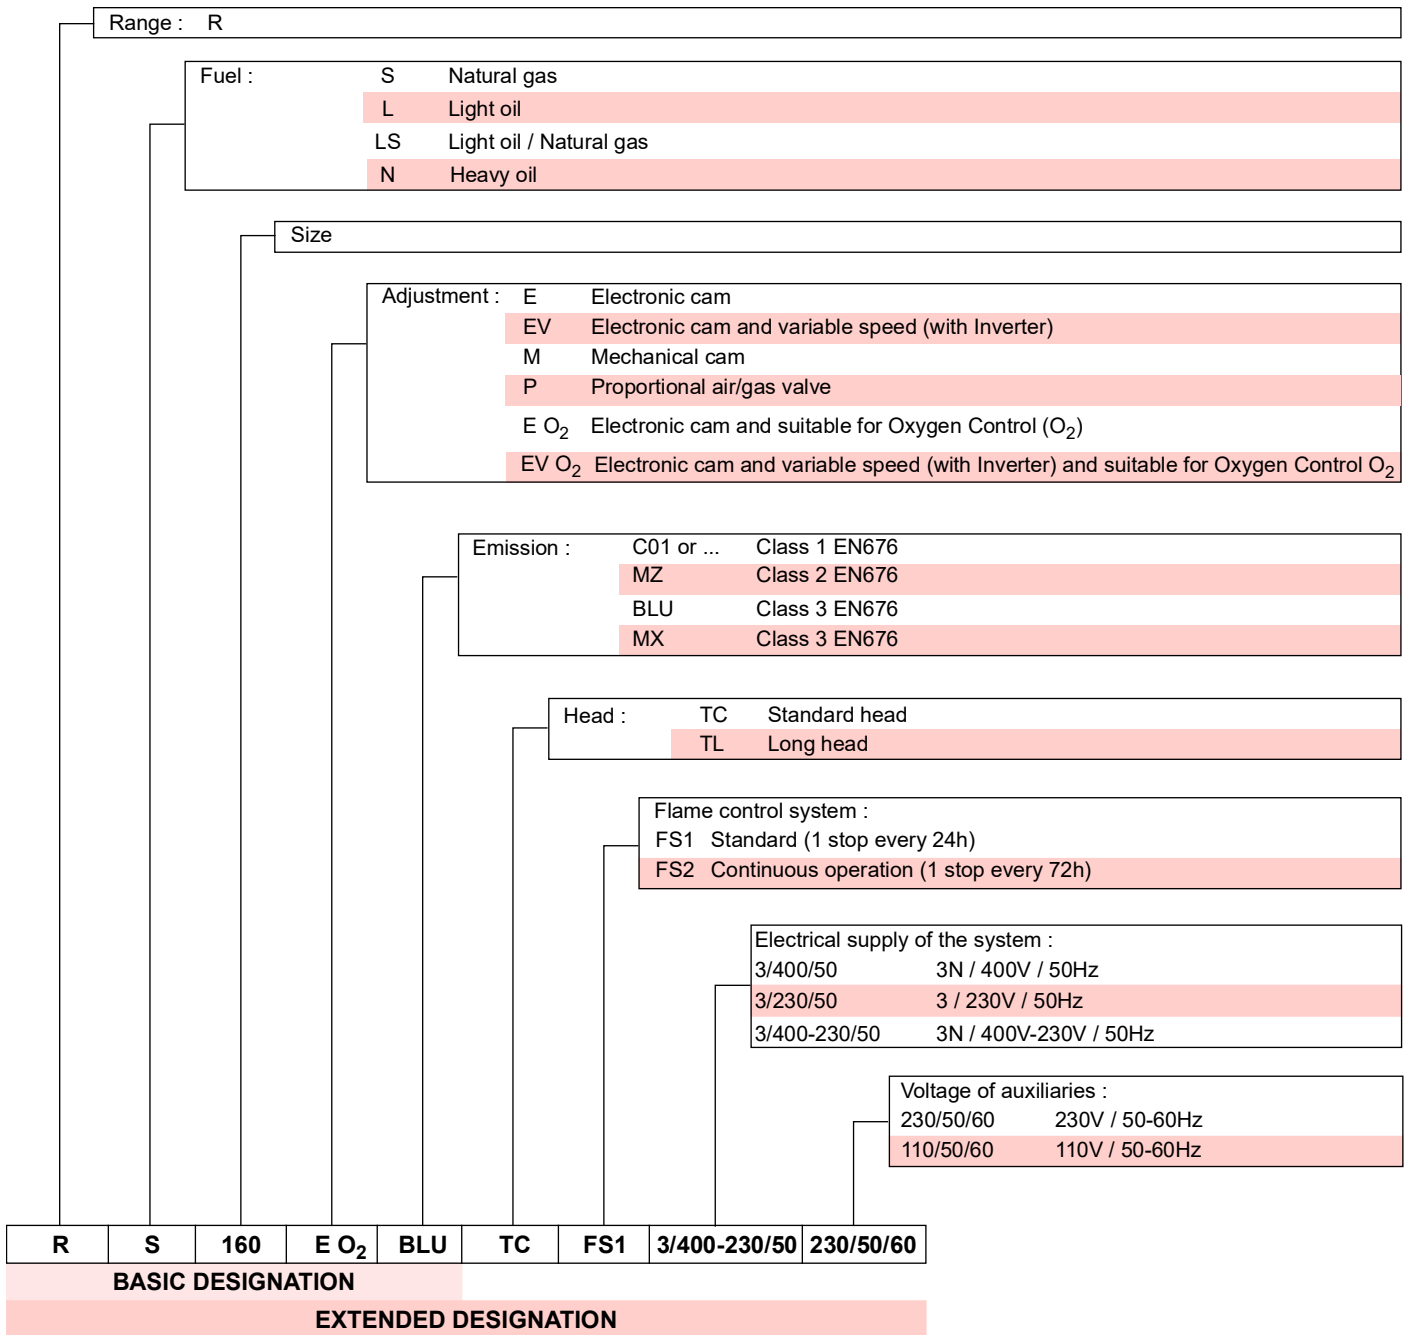 Range : R
Fuel : S Natural gas
L Light oil
LS Light oil / Natural gas
N Heavy oil
Size
Adjustment : E Electronic cam
EV Electronic cam and variable speed (with Inverter)
M Mechanical cam
P Proportional air/gas valve
E O₂ Electronic cam and suitable for Oxygen Control (O₂)
EV O₂ Electronic cam and variable speed (with Inverter) and suitable for Oxygen Control O₂
Emission : C01 or ... Class 1 EN676
MZ Class 2 EN676
BLU Class 3 EN676
MX Class 3 EN676
Head : TC Standard head
TL Long head
Flame control system :
FS1 Standard (1 stop every 24h)
FS2 Continuous operation (1 stop every 72h)
Electrical supply of the system :
3/400/50 3N / 400V / 50Hz
3/230/50 3 / 230V / 50Hz
3/400-230/50 3N / 400V-230V / 50Hz
Voltage of auxiliaries :
230/50/60 230V / 50-60Hz
110/50/60 110V / 50-60Hz
R S 160 E O₂ BLU TC FS1 3/400-230/50 230/50/60
BASIC DESIGNATION
EXTENDED DESIGNATION